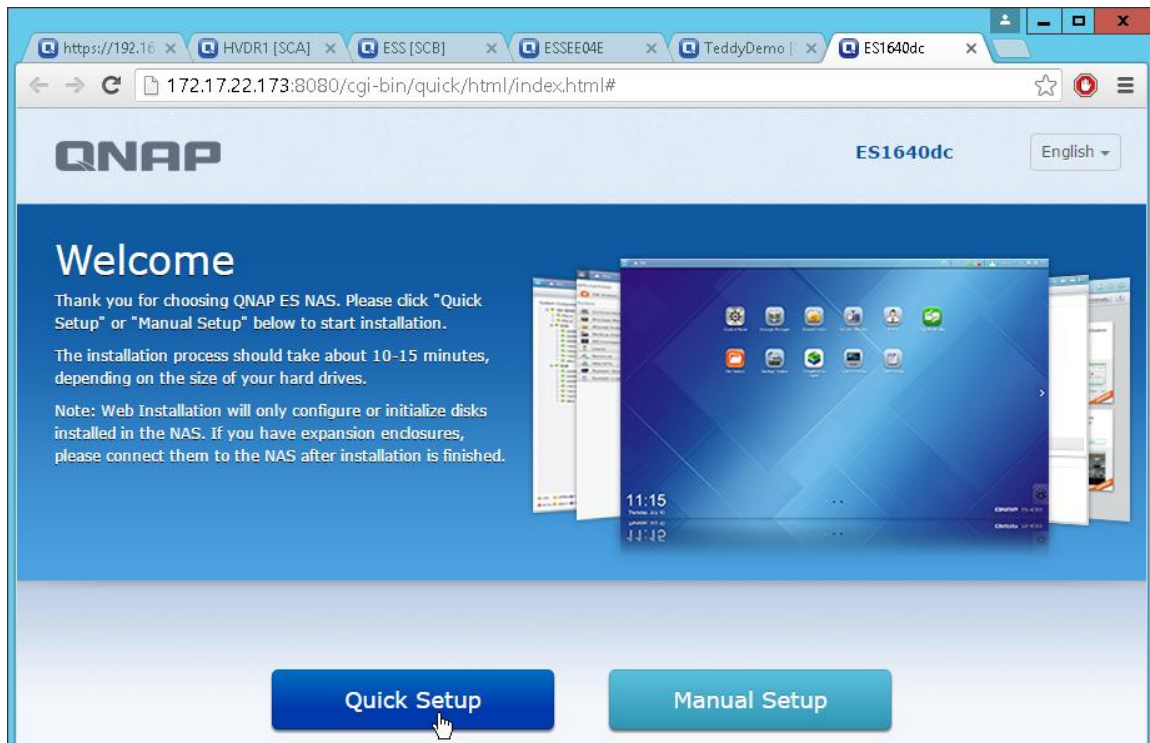 https://192.16
HVDR1 [SCA]
ESS [SCB]
ESSEE04E
TeddyDemo [
ES1640dc
172.17.22.173:8080/cgi-bin/quick/html/index.html#
QNAP
ES1640dc
English
Welcome
Thank you for choosing QNAP ES NAS. Please click "Quick
Setup" or "Manual Setup" below to start installation.
The installation process should take about 10-15 minutes,
depending on the size of your hard drives.
Note: Web Installation will only configure or initialize disks
installed in the NAS. If you have expansion enclosures,
please connect them to the NAS after installation is finished.
11:15
QNAP
Quick Setup
Manual Setup